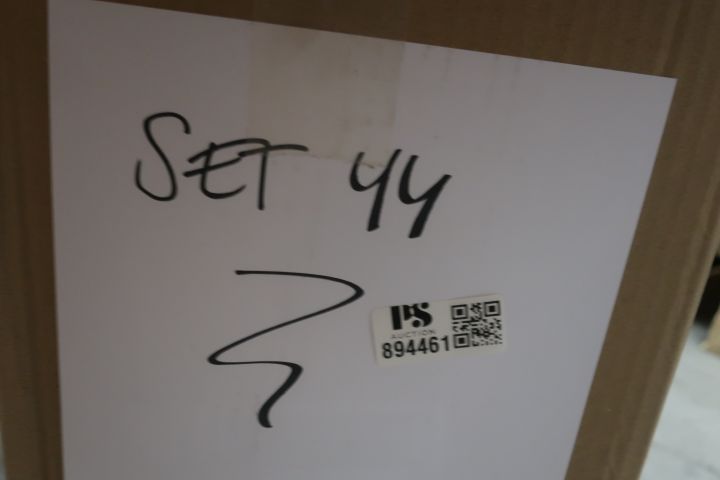 SET 44
PS
AUCTION
894461